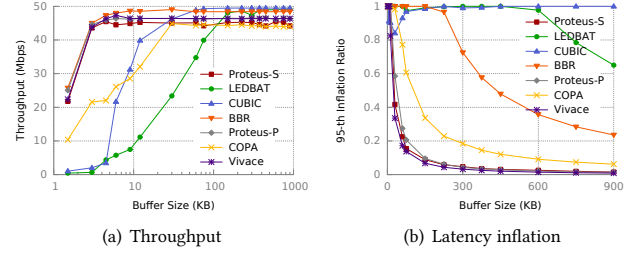 Throughput (Mbps)
50
40
30
20
10
0
1
10
100
1000
Buffer Size (KB)
Proteus-S
LEDBAT
CUBIC
BBR
Proteus-P
COPA
Vivace
(a) Throughput
95-th Inflation Ratio
1
0.8
0.6
0.4
0.2
0
0
300
600
900
Buffer Size (KB)
Proteus-S
LEDBAT
CUBIC
BBR
Proteus-P
COPA
Vivace
(b) Latency inflation